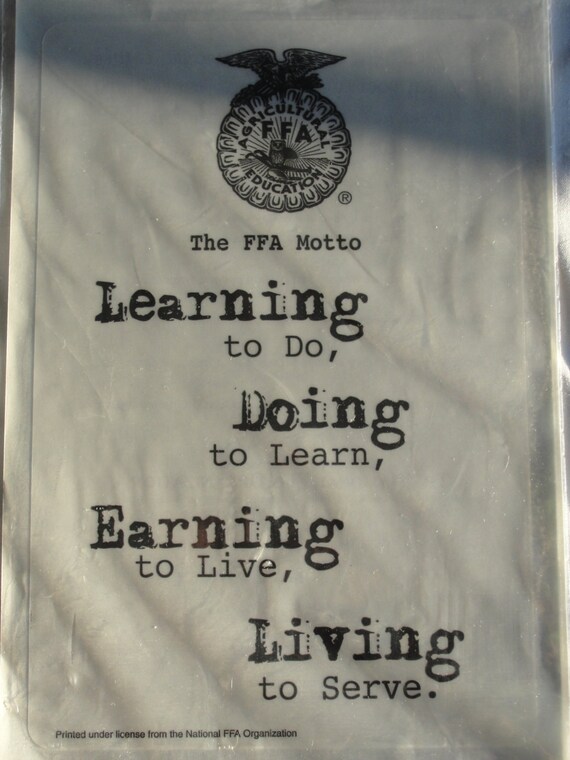 AGRICULTURAL
FFA
EDUCATION
®
The FFA Motto
Learning
to Do,
Doing
to Learn,
Earning
to Live,
Living
to Serve.
Printed under license from the National FFA Organization